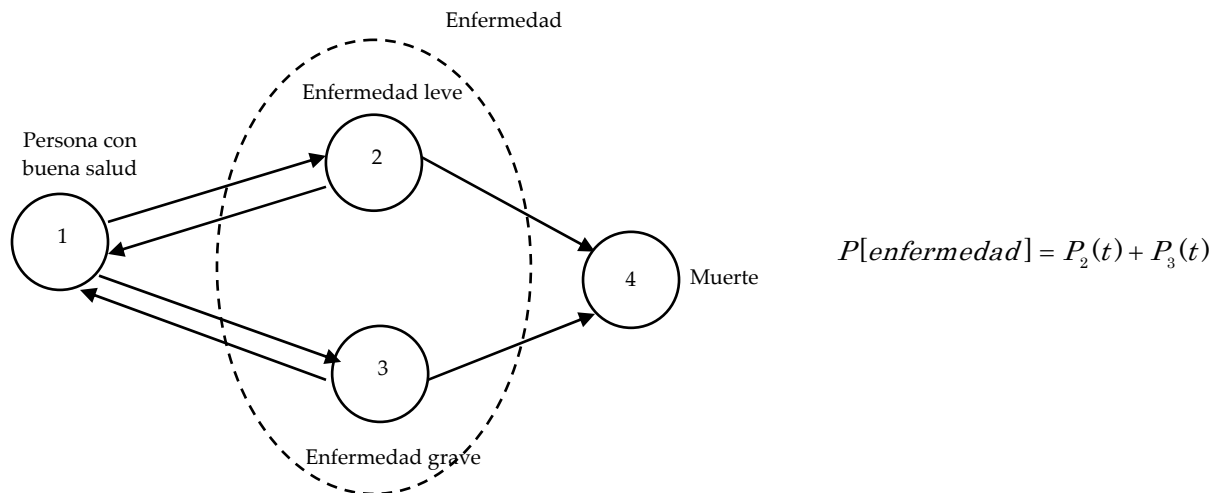 Enfermedad
Enfermedad leve
Persona con
buena salud
1
2
3
4
Muerte
Enfermedad grave
P[enfermedad] = P₂(t) + P₃(t)